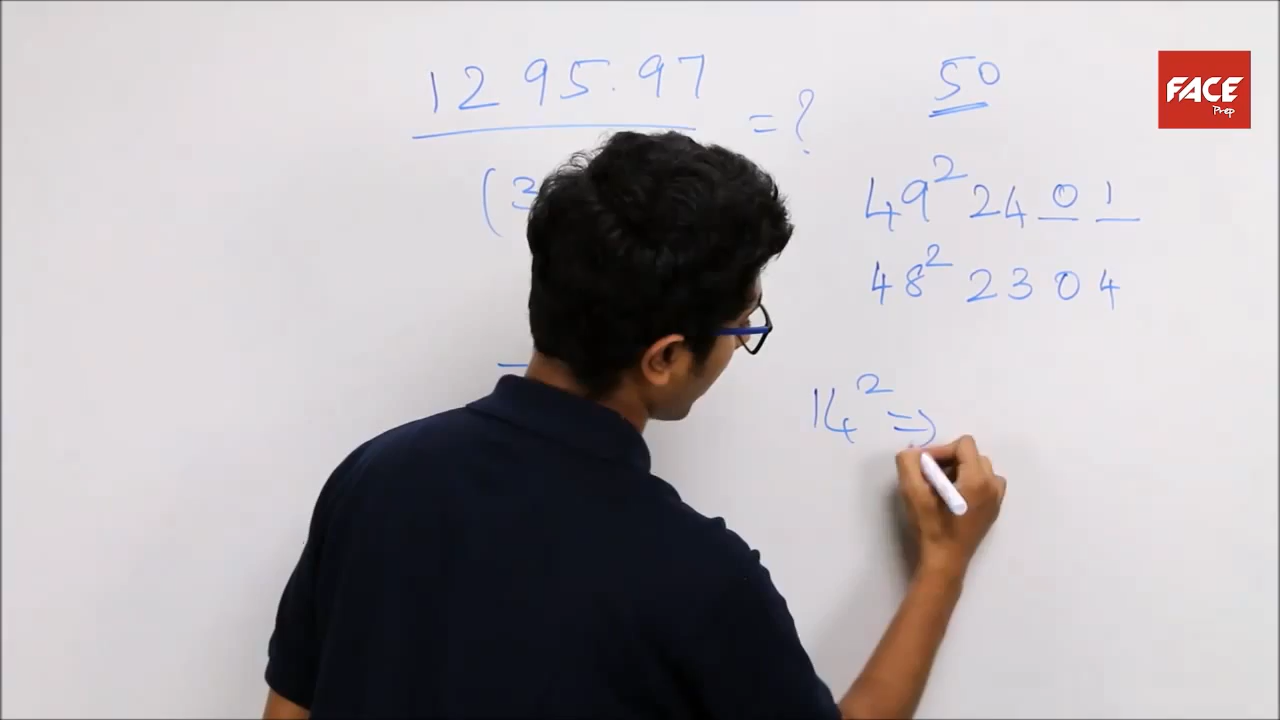 1295.97 = ?
(3
50
49² 2401
48² 2304
14² ⇒
FACE
Prep